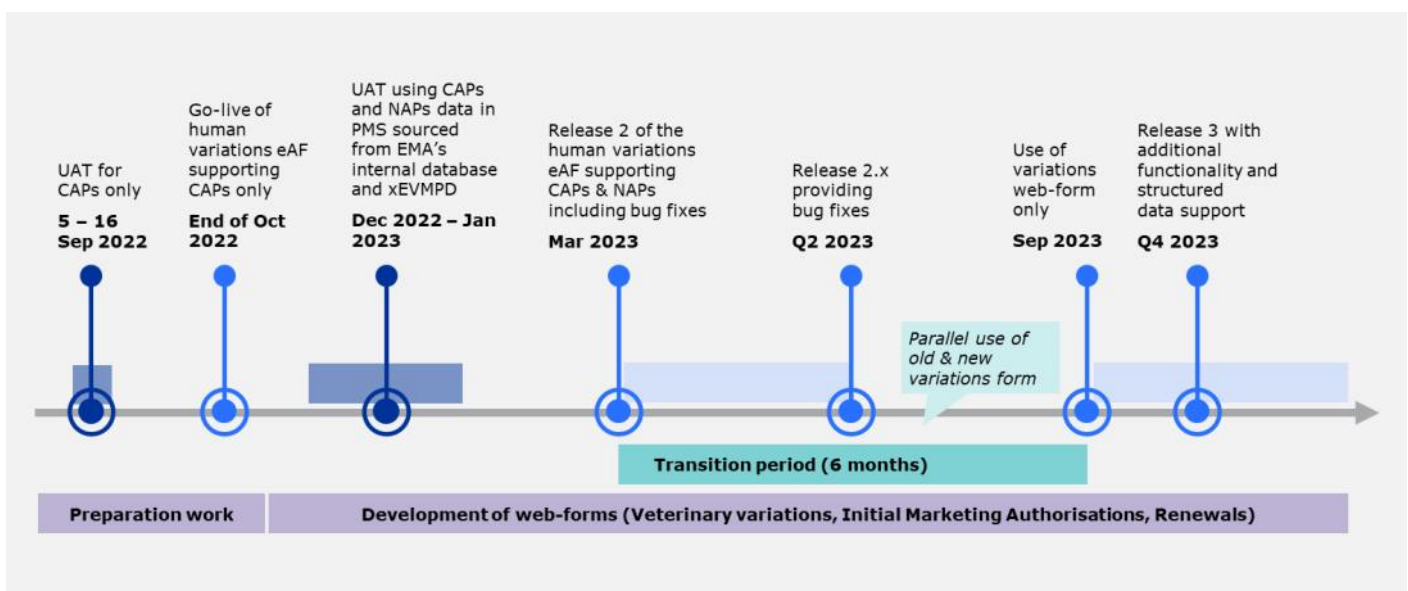 UAT for
CAPs only
5 – 16
Sep 2022
Go-live of
human
variations eAF
supporting
CAPs only
End of Oct
2022
UAT using CAPs
and NAPs data in
PMS sourced
from EMA's
internal database
and xEVMPD
Dec 2022 – Jan
2023
Release 2 of the
human variations
eAF supporting
CAPs & NAPs
including bug fixes
Mar 2023
Release 2.x
providing
bug fixes
Q2 2023
Use of
variations
web-form
only
Sep 2023
Release 3 with
additional
functionality and
structured
data support
Q4 2023
Parallel use of
old & new
variations form
Transition period (6 months)
Preparation work
Development of web-forms (Veterinary variations, Initial Marketing Authorisations, Renewals)